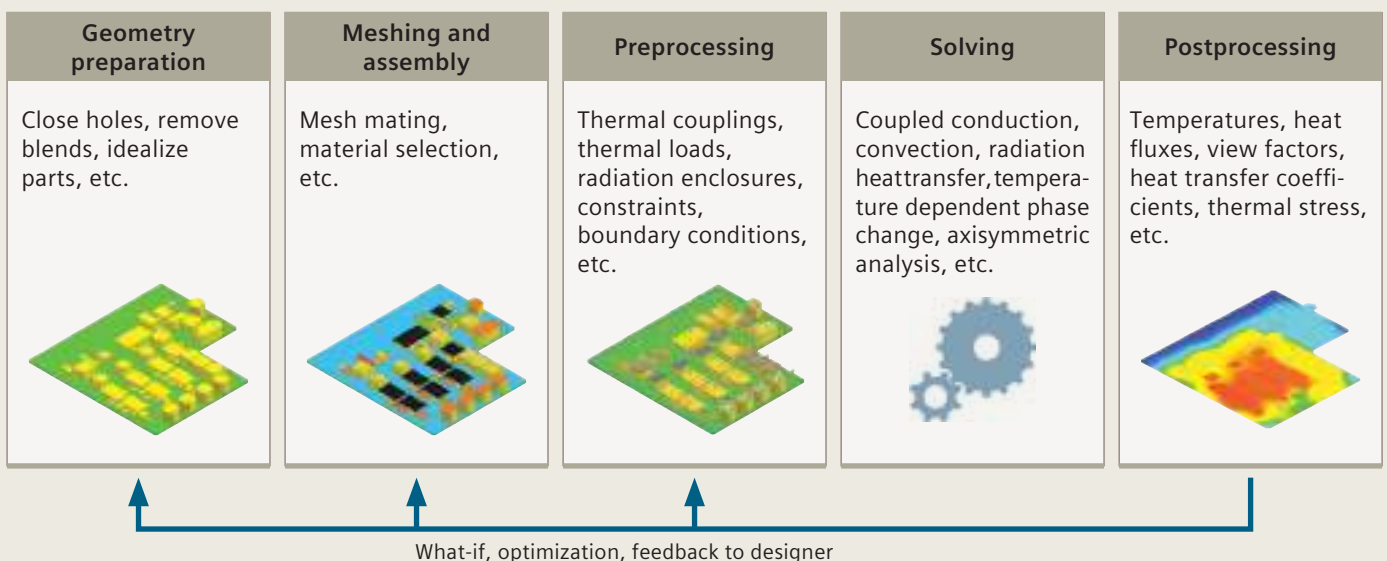 Geometry
preparation
Close holes, remove
blends, idealize
parts, etc.
Meshing and
assembly
Mesh mating,
material selection,
etc.
Preprocessing
Thermal couplings,
thermal loads,
radiation enclosures,
constraints,
boundary conditions,
etc.
Solving
Coupled conduction,
convection, radiation
heattransfer,tempera-
ture dependent phase
change, axisymmetric
analysis, etc.
Postprocessing
Temperatures, heat
fluxes, view factors,
heat transfer coeffi-
cients, thermal stress,
etc.
What-if, optimization, feedback to designer